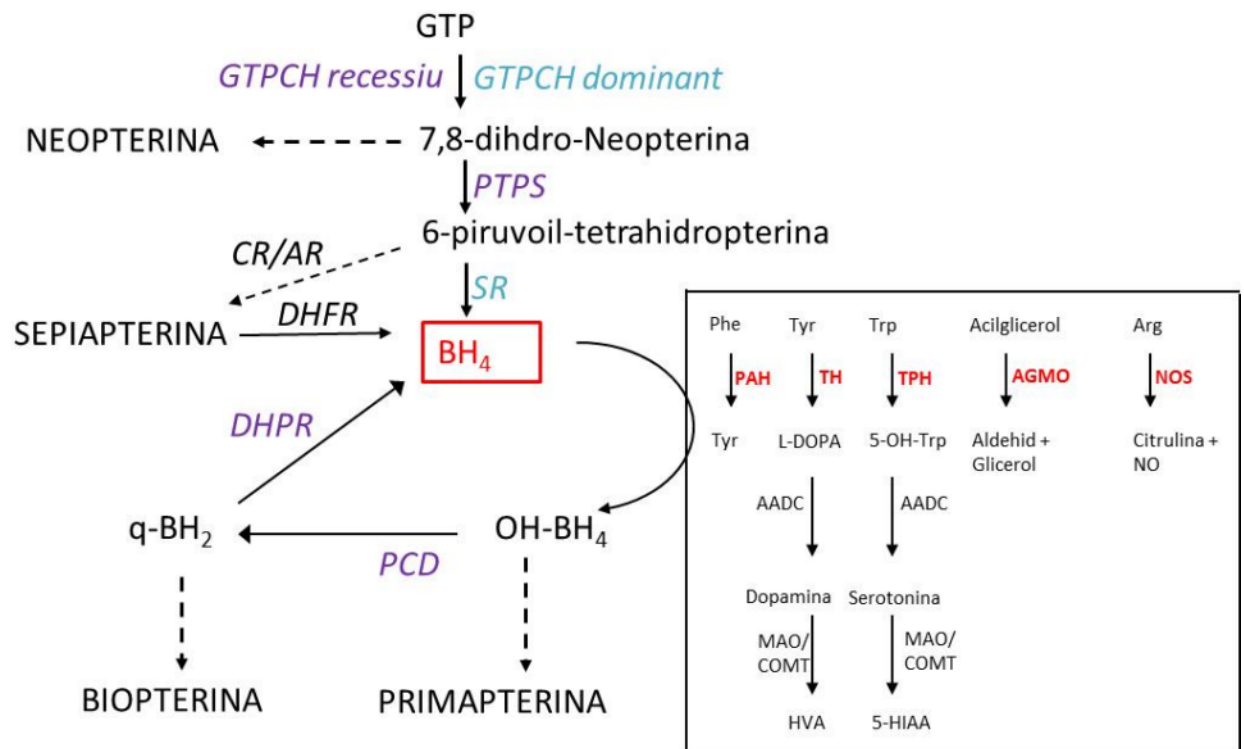 GTP
GTPCH recessiu GTPCH dominant
NEOPTERINA 7,8-dihdro-Neopterina
PTPS
6-piruvoil-tetrahidropterina
CR/AR
SR
SEPIAPTERINA DHFR
BH₄
DHPR
q-BH₂ OH-BH₄
PCD
BIOPTERINA PRIMAPTERINA
Phe Tyr Trp Acilglicerol Arg
PAH TH TPH AGMO NOS
Tyr L-DOPA 5-OH-Trp Aldehid + Citrulina +
Glicerol NO
AADC AADC
Dopamina Serotonina
MAO/ MAO/
COMT COMT
HVA 5-HIAA